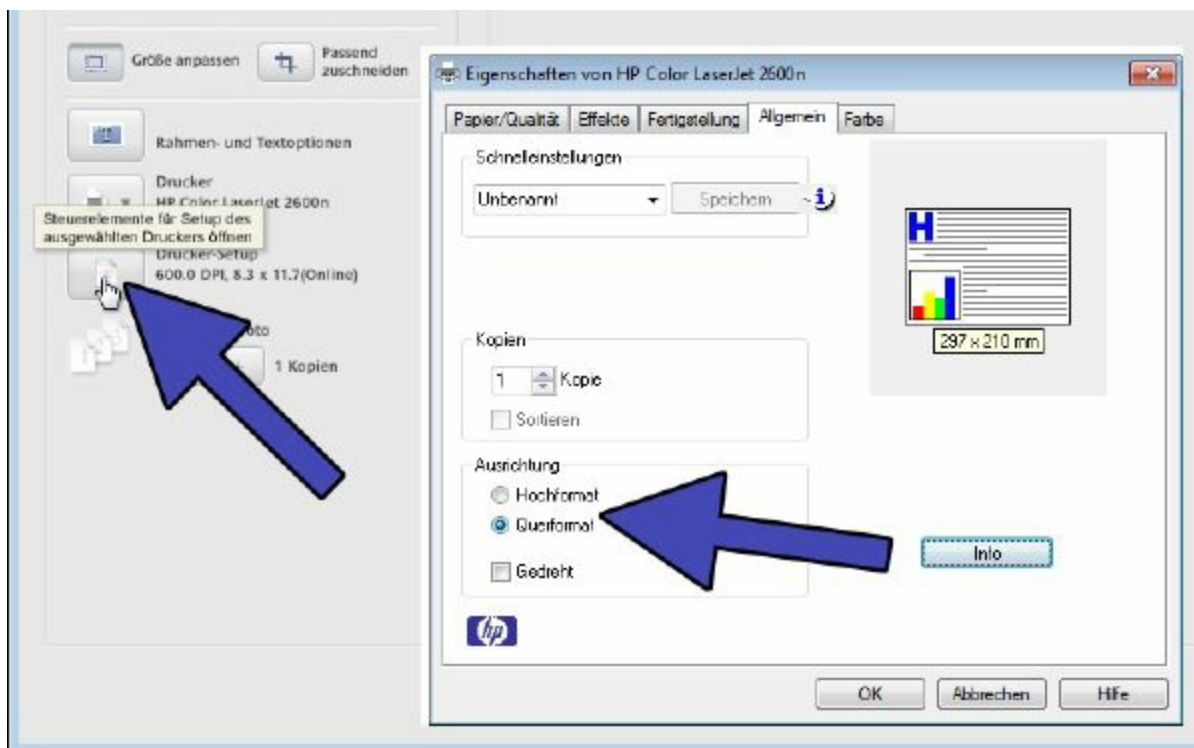 Größe anpassen
Passend
zuschneiden
Rahmen- und Textoptionen
Drucker
HP Color LaserJet 2600n
Steuerelemente für Setup des
ausgewählten Druckers öffnen
Drucker-Setup
600.0 DPI, 8.3 x 11.7(Online)
1 Kopien
Eigenschaften von HP Color LaserJet 2600n
Papier/Qualität Effekte Fertigstellung Allgemein Farbe
Schnelleinstellungen
Unbenannt
Speichern
i
H
297 x 210 mm
Kopien
1 Kopie
Sortieren
Ausrichtung
Hochformat
Querformat
Gedreht
Info
hp
OK Abbrechen Hilfe